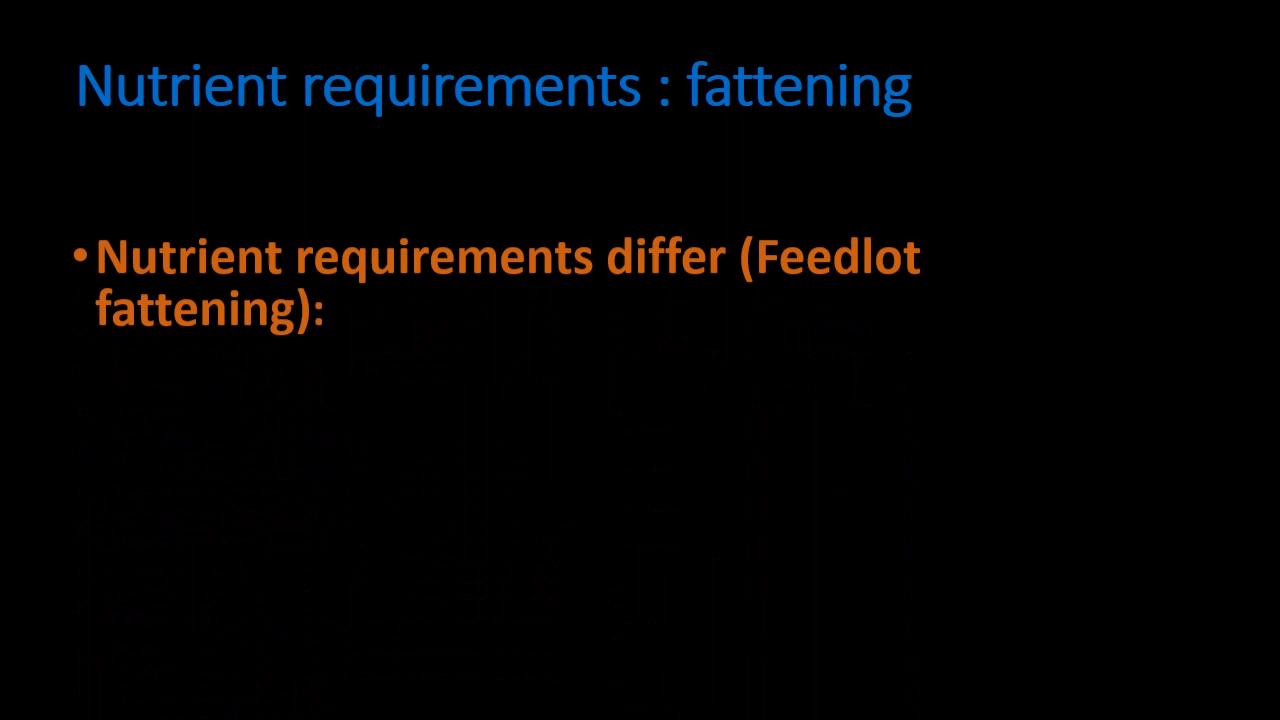 Nutrient requirements : fattening
•Nutrient requirements differ (Feedlot
fattening):